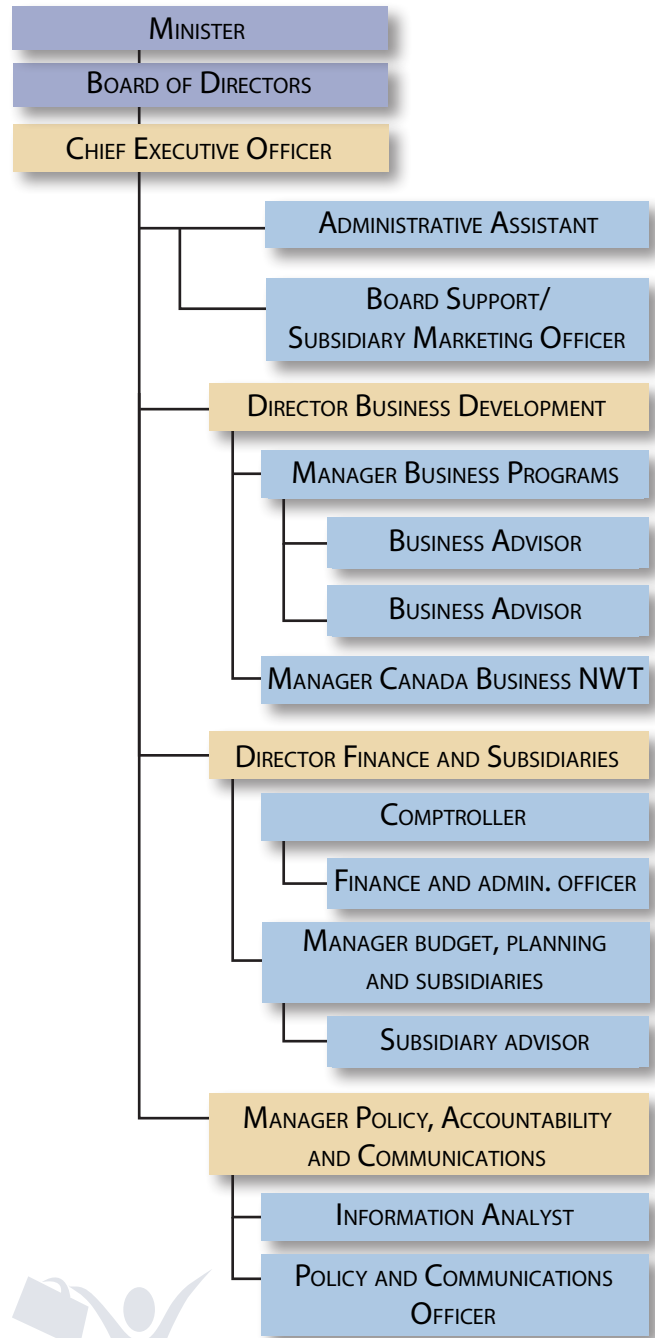 Minister
Board of Directors
Chief Executive Officer
Administrative Assistant
Board Support/
Subsidiary Marketing Officer
Director Business Development
Manager Business Programs
Business Advisor
Business Advisor
Manager Canada Business NWT
Director Finance and Subsidiaries
Comptroller
Finance and admin. officer
Manager budget, planning
and subsidiaries
Subsidiary advisor
Manager Policy, Accountability
and Communications
Information Analyst
Policy and Communications
Officer